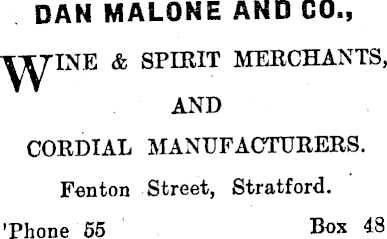 DAN MALONE AND CO.,
WINE & SPIRIT MERCHANTS,
AND
CORDIAL MANUFACTURERS.
Fenton Street, Stratford.
'Phone 55 Box 48